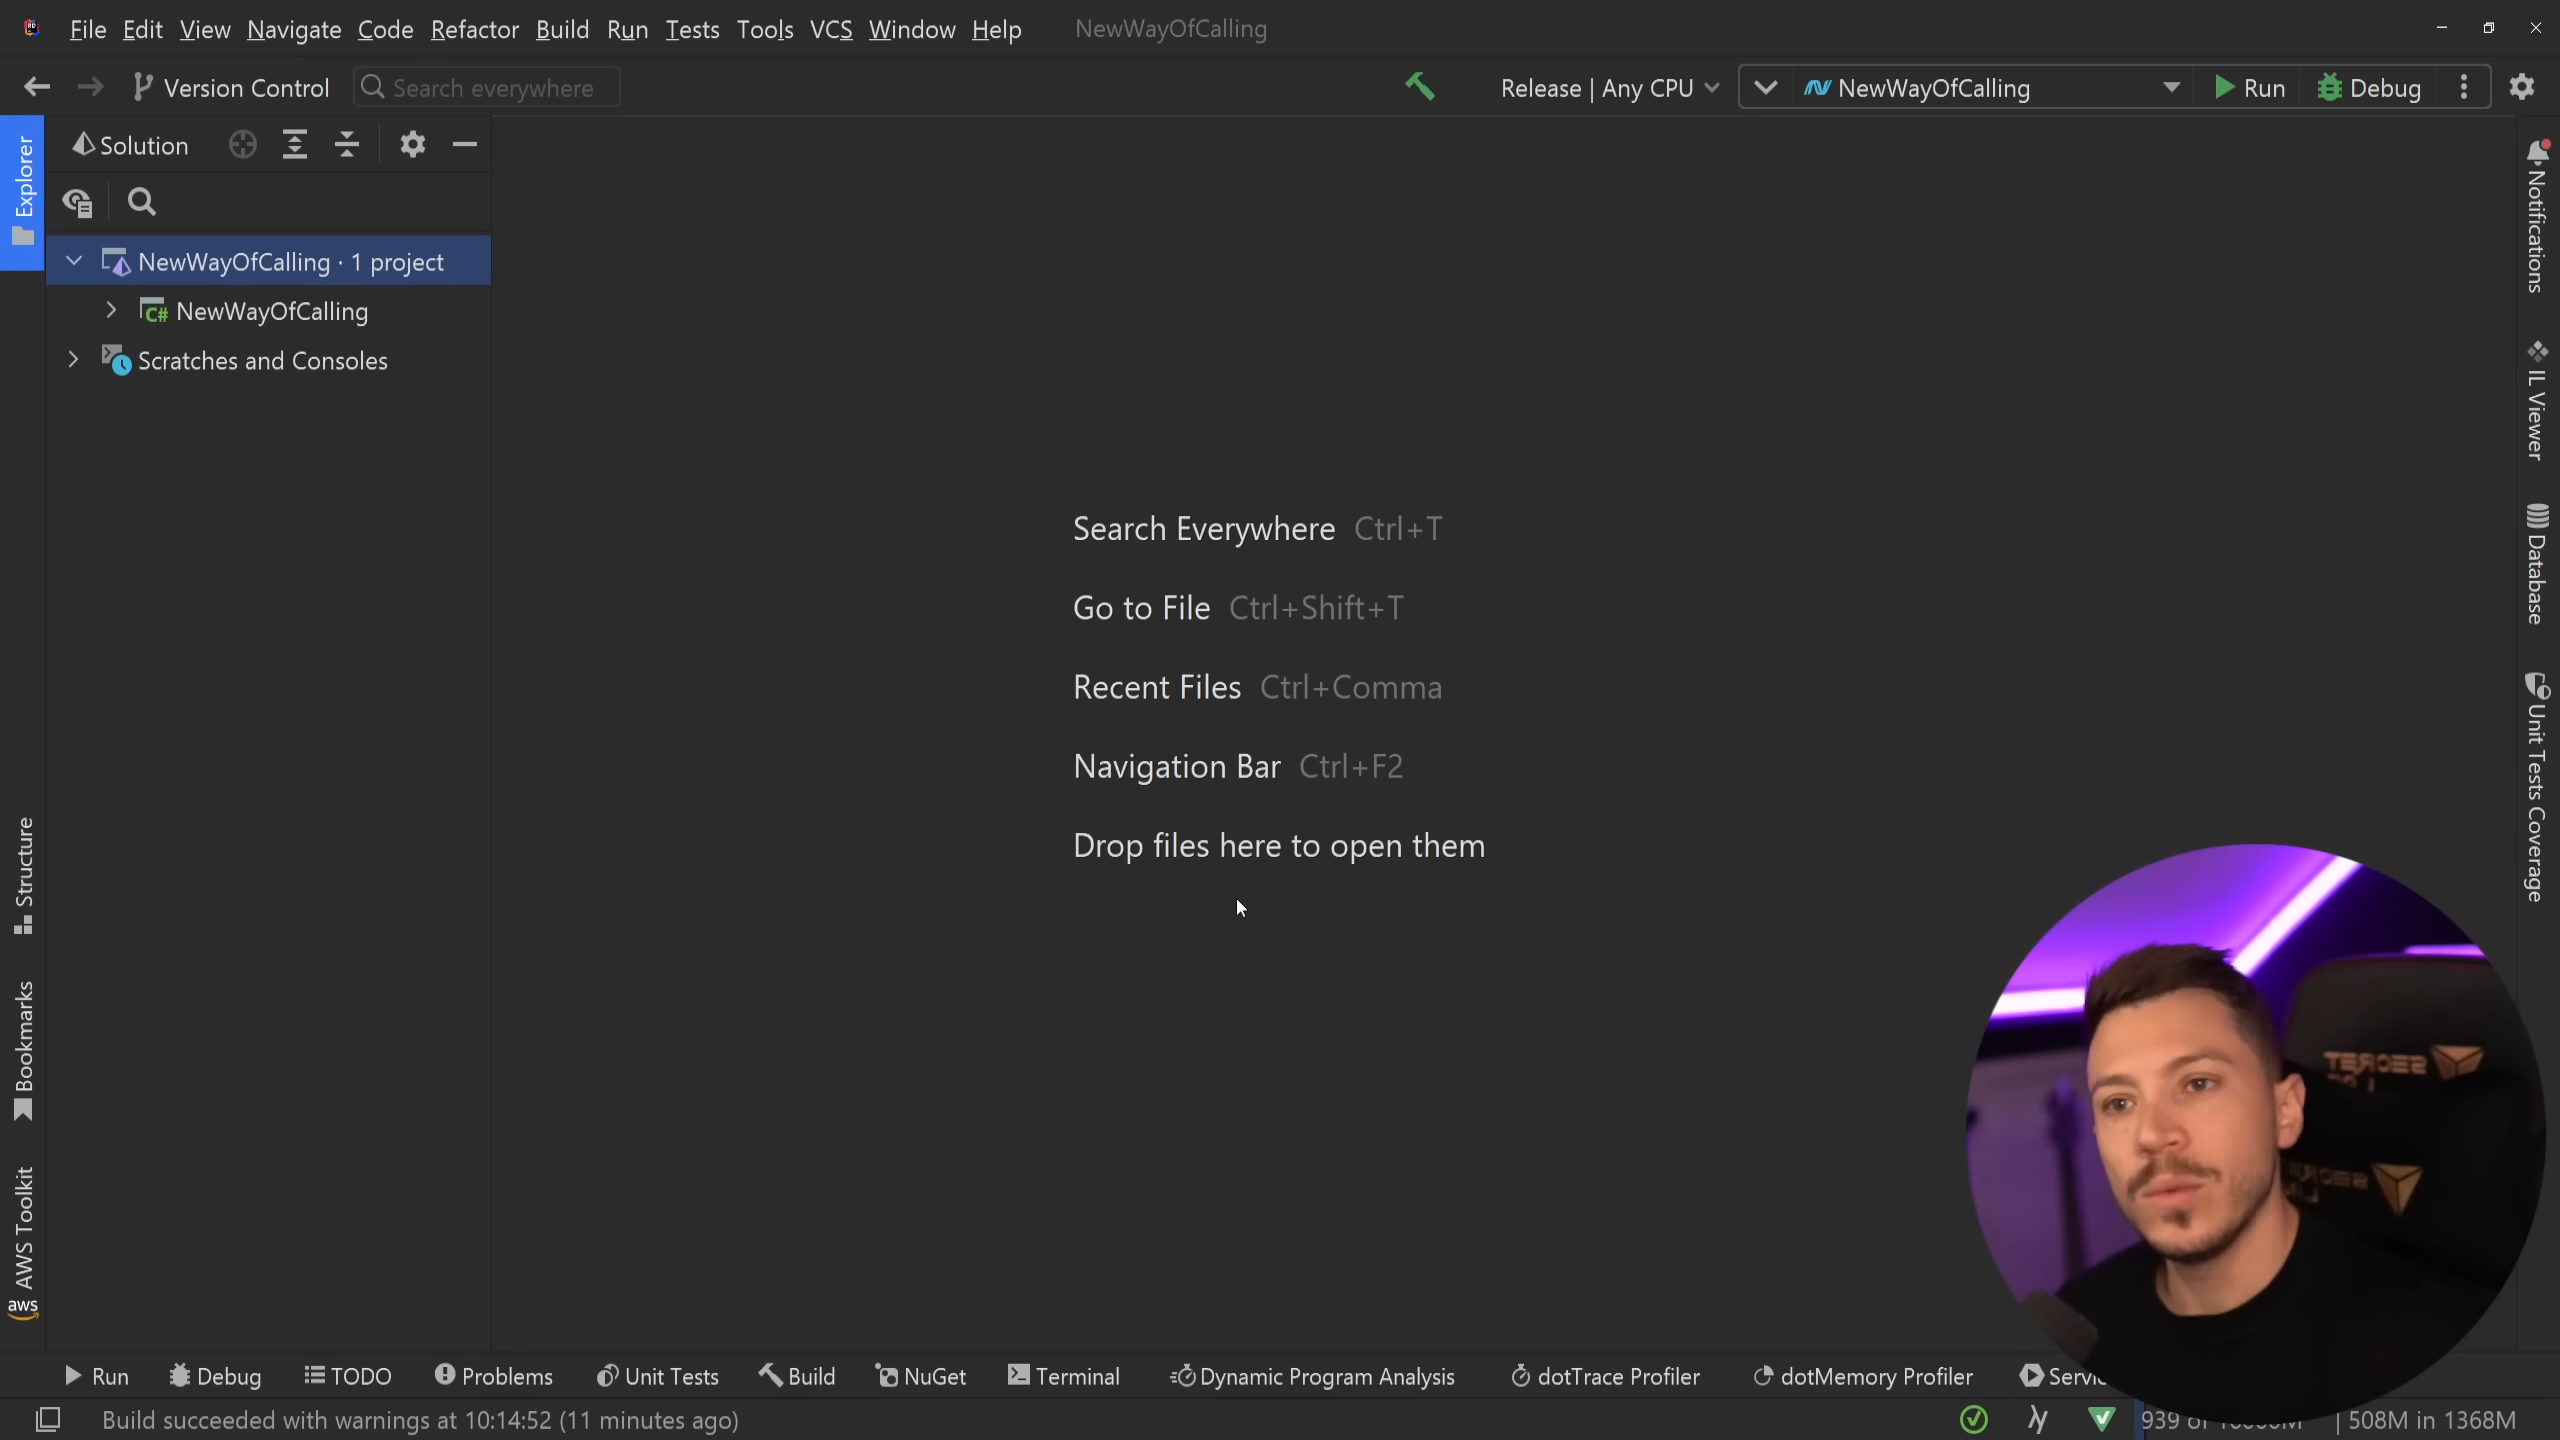 File Edit View Navigate Code Refactor Build Run Tests Tools VCS Window Help NewWayOfCalling
Version Control Search everywhere Release | Any CPU NewWayOfCalling Run Debug
Explorer
Solution
NewWayOfCalling · 1 project
NewWayOfCalling
Scratches and Consoles
Structure
Bookmarks
AWS Toolkit
aws
Search Everywhere Ctrl+T
Go to File Ctrl+Shift+T
Recent Files Ctrl+Comma
Navigation Bar Ctrl+F2
Drop files here to open them
Notifications
IL Viewer
Database
Unit Tests Coverage
SECRET
Run Debug TODO Problems Unit Tests Build NuGet Terminal Dynamic Program Analysis dotTrace Profiler dotMemory Profiler
Build succeeded with warnings at 10:14:52 (11 minutes ago) 939 508M in 1368M